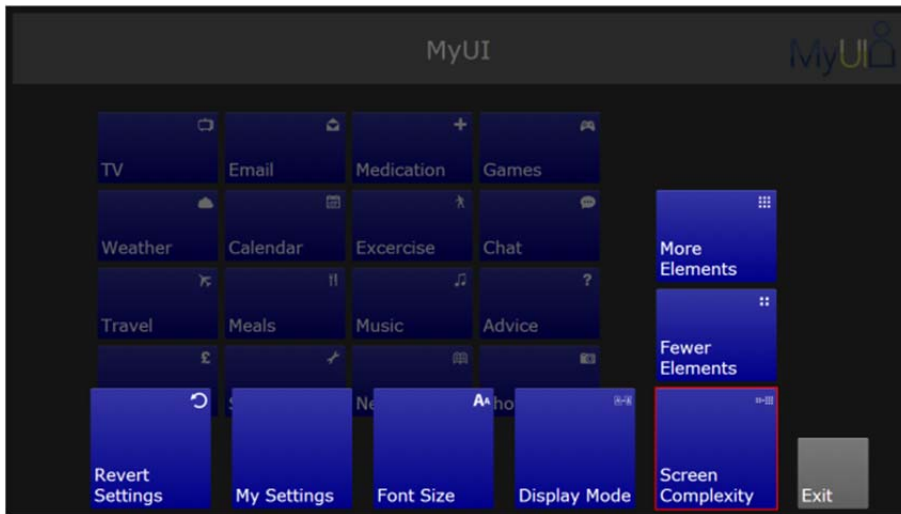 MyUI
MyUI
TV
Email
Medication
Games
Weather
Calendar
Excercise
Chat
Travel
Meals
Music
Advice
More
Elements
Fewer
Elements
Revert
Settings
My Settings
Font Size
Display Mode
Screen
Complexity
Exit